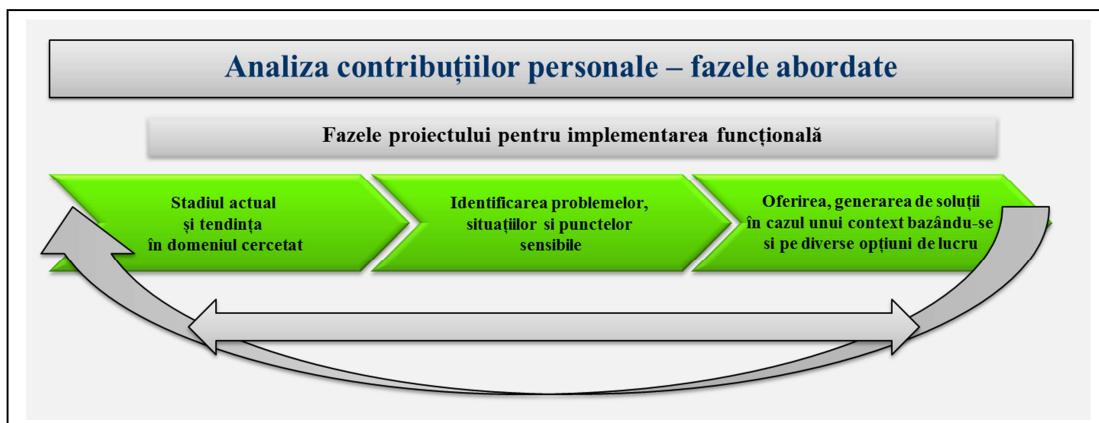 Analiza contribuțiilor personale – fazele abordate
Fazele proiectului pentru implementarea funcțională
Stadiul actual
și tendința
în domeniul cercetat
Identificarea problemelor,
situațiilor si punctelor
sensibile
Oferirea, generarea de soluții
în cazul unui context bazându-se
si pe diverse opțiuni de lucru